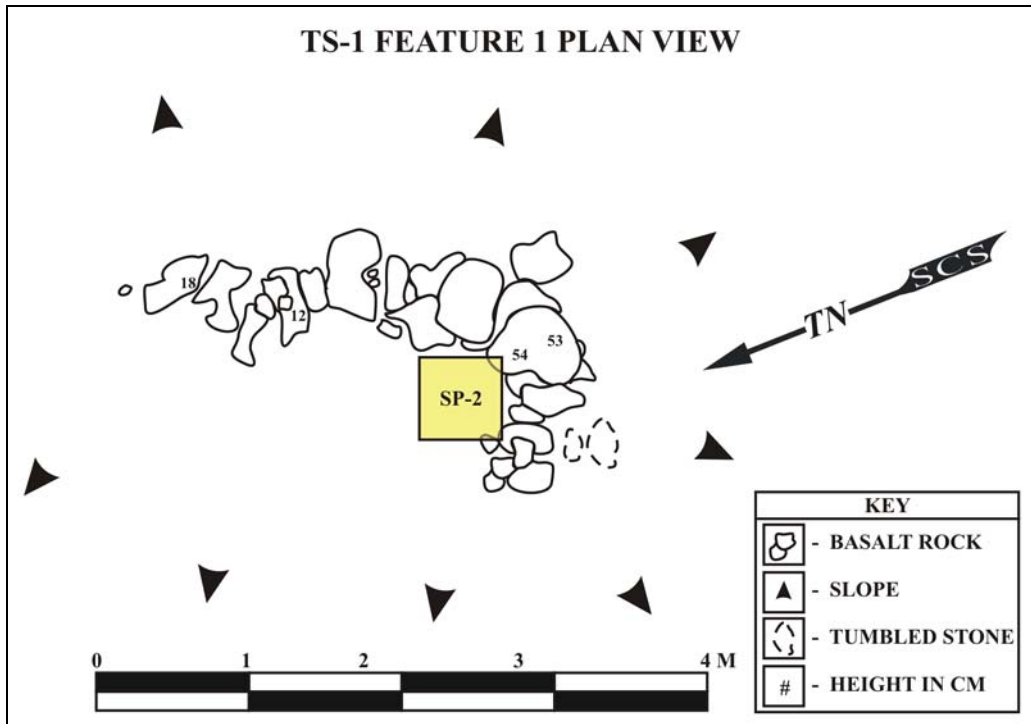 TS-1 FEATURE 1 PLAN VIEW
SCS
TN
18
12
54
53
SP-2
KEY
- BASALT ROCK
- SLOPE
- TUMBLED STONE
# - HEIGHT IN CM
0 1 2 3 4 M